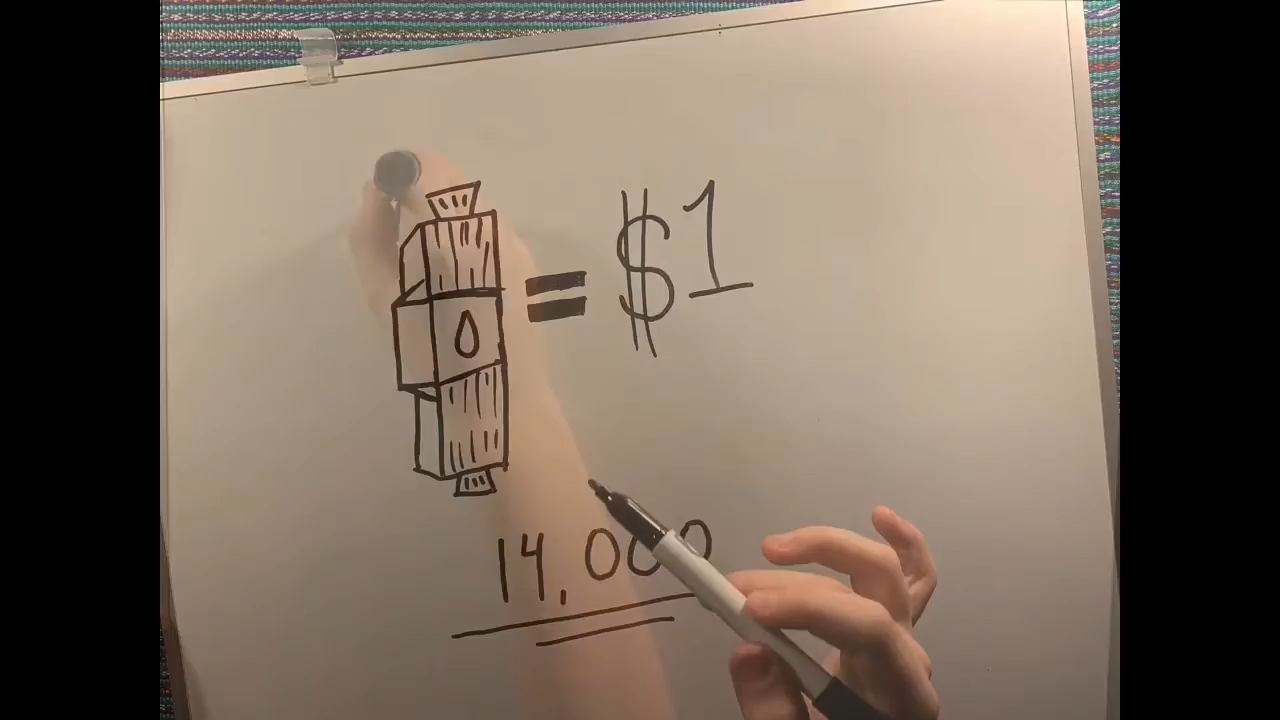 = $1
14,000